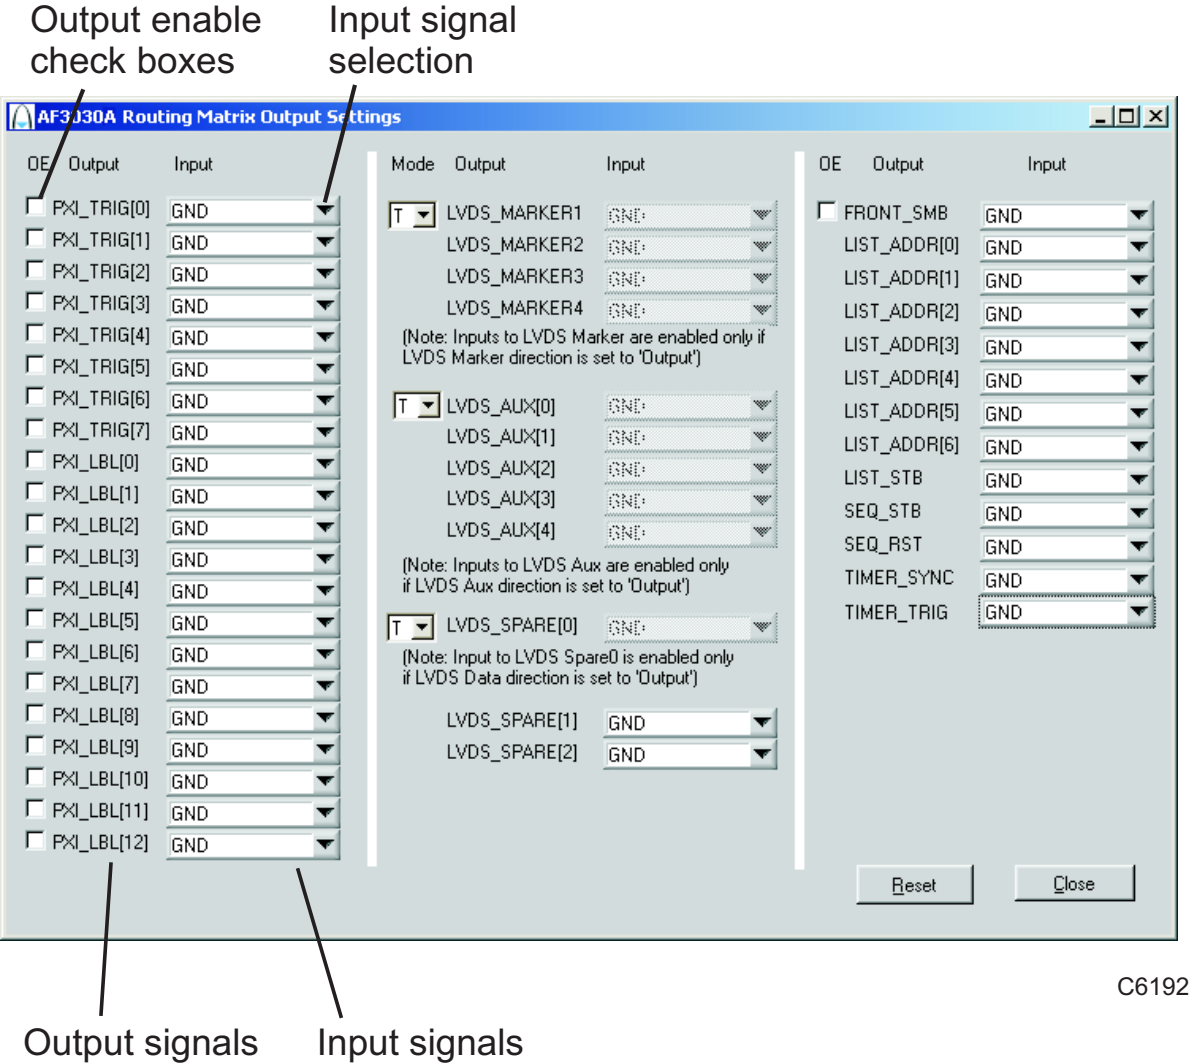 Output enable
check boxes
Input signal
selection
AF3030A Routing Matrix Output Settings
OE Output Input
PXI_TRIG[0] GND
PXI_TRIG[1] GND
PXI_TRIG[2] GND
PXI_TRIG[3] GND
PXI_TRIG[4] GND
PXI_TRIG[5] GND
PXI_TRIG[6] GND
PXI_TRIG[7] GND
PXI_LBL[0] GND
PXI_LBL[1] GND
PXI_LBL[2] GND
PXI_LBL[3] GND
PXI_LBL[4] GND
PXI_LBL[5] GND
PXI_LBL[6] GND
PXI_LBL[7] GND
PXI_LBL[8] GND
PXI_LBL[9] GND
PXI_LBL[10] GND
PXI_LBL[11] GND
PXI_LBL[12] GND
Mode Output Input
T LVDS_MARKER1 GND
LVDS_MARKER2 GND
LVDS_MARKER3 GND
LVDS_MARKER4 GND
(Note: Inputs to LVDS Marker are enabled only if
LVDS Marker direction is set to 'Output')
T LVDS_AUX[0] GND
LVDS_AUX[1] GND
LVDS_AUX[2] GND
LVDS_AUX[3] GND
LVDS_AUX[4] GND
(Note: Inputs to LVDS Aux are enabled only
if LVDS Aux direction is set to 'Output')
T LVDS_SPARE[0] GND
(Note: Input to LVDS Spare0 is enabled only
if LVDS Data direction is set to 'Output')
LVDS_SPARE[1] GND
LVDS_SPARE[2] GND
OE Output Input
FRONT_SMB GND
LIST_ADDR[0] GND
LIST_ADDR[1] GND
LIST_ADDR[2] GND
LIST_ADDR[3] GND
LIST_ADDR[4] GND
LIST_ADDR[5] GND
LIST_ADDR[6] GND
LIST_STB GND
SEQ_STB GND
SEQ_RST GND
TIMER_SYNC GND
TIMER_TRIG GND
Reset Close
C6192
Output signals Input signals